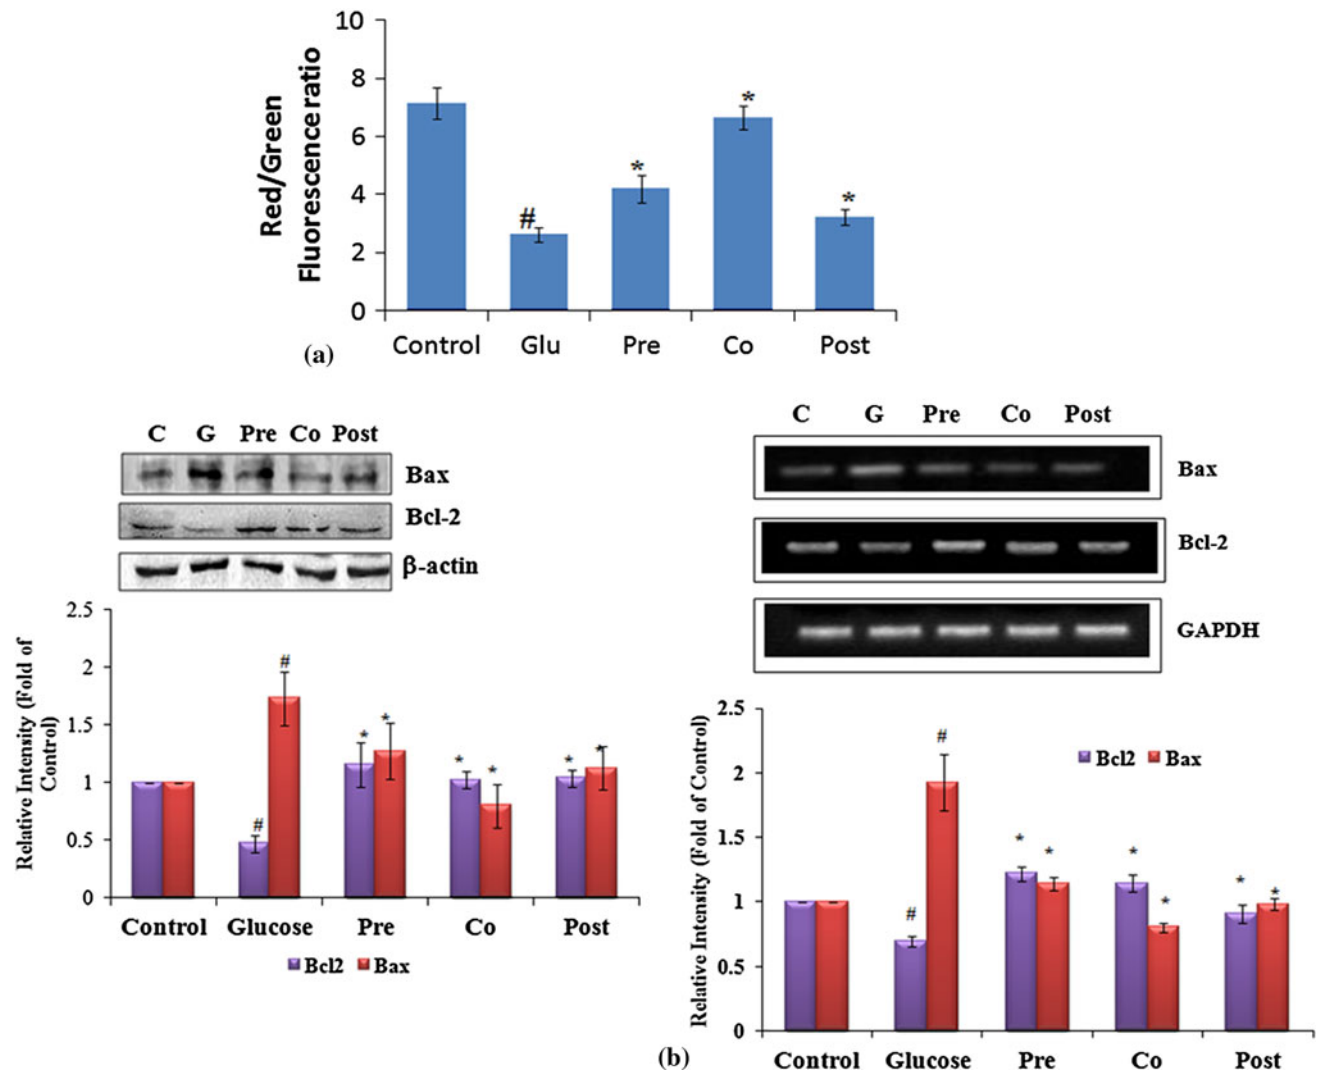 10
8
6
4
2
0
Red/Green
Fluorescence ratio
#
*
*
*
Control Glu Pre Co Post
(a)
C G Pre Co Post
Bax
Bcl-2
β-actin
2.5
2
1.5
1
0.5
0
Relative Intensity (Fold of
Control)
#
#
*
*
*
*
*
*
Control Glucose Pre Co Post
Bcl2 Bax
C G Pre Co Post
Bax
Bcl-2
GAPDH
2.5
2
1.5
1
0.5
0
Relative Intensity (Fold of Control)
Bcl2 Bax
#
#
*
*
*
*
*
*
Control Glucose Pre Co Post
(b)